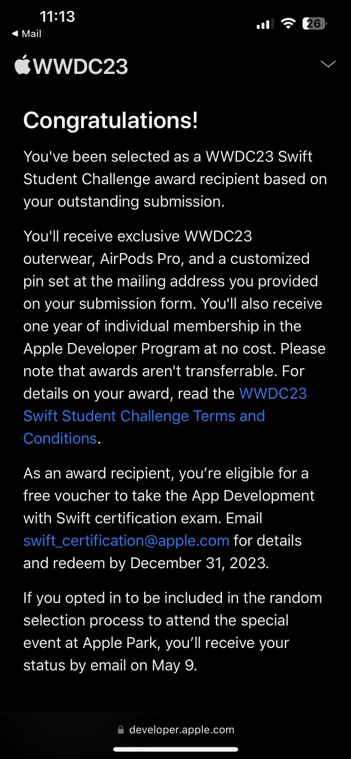 11:13
26
◀ Mail
WWDC23
Congratulations!
You've been selected as a WWDC23 Swift
Student Challenge award recipient based on
your outstanding submission.
You'll receive exclusive WWDC23
outerwear, AirPods Pro, and a customized
pin set at the mailing address you provided
on your submission form. You'll also receive
one year of individual membership in the
Apple Developer Program at no cost. Please
note that awards aren't transferrable. For
details on your award, read the WWDC23
Swift Student Challenge Terms and
Conditions.
As an award recipient, you’re eligible for a
free voucher to take the App Development
with Swift certification exam. Email
swift_certification@apple.com for details
and redeem by December 31, 2023.
If you opted in to be included in the random
selection process to attend the special
event at Apple Park, you’ll receive your
status by email on May 9.
developer.apple.com